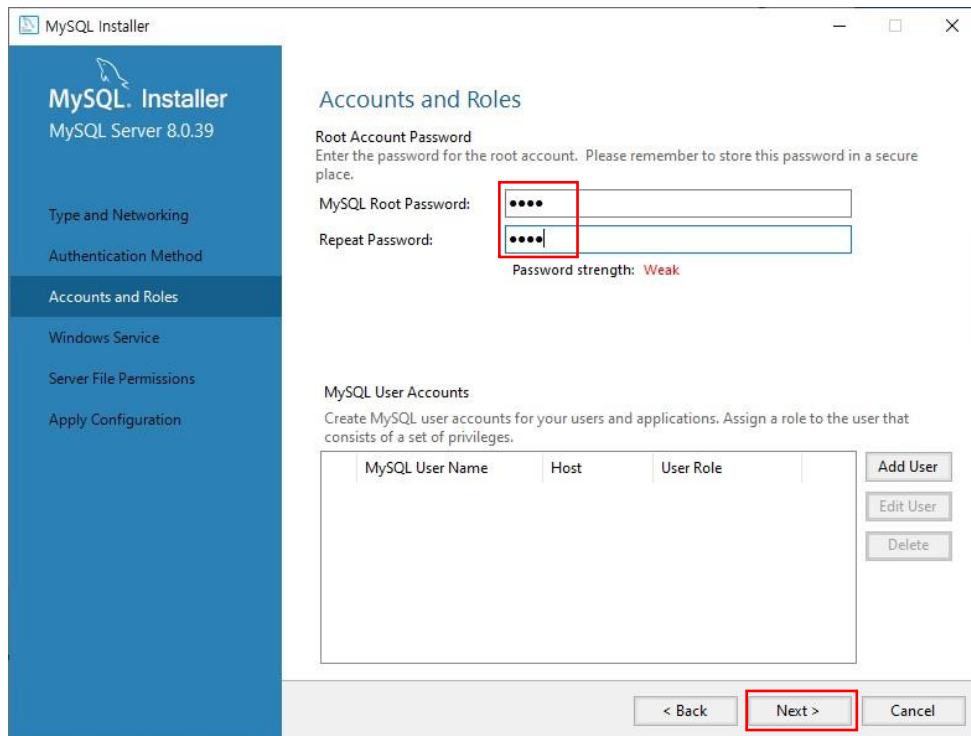 MySQL Installer
MySQL. Installer
MySQL Server 8.0.39
Type and Networking
Authentication Method
Accounts and Roles
Windows Service
Server File Permissions
Apply Configuration
Accounts and Roles
Root Account Password
Enter the password for the root account. Please remember to store this password in a secure
place.
MySQL Root Password: ●●●●
Repeat Password: ●●●●
Password strength: Weak
MySQL User Accounts
Create MySQL user accounts for your users and applications. Assign a role to the user that
consists of a set of privileges.
MySQL User Name Host User Role
Add User
Edit User
Delete
< Back Next > Cancel